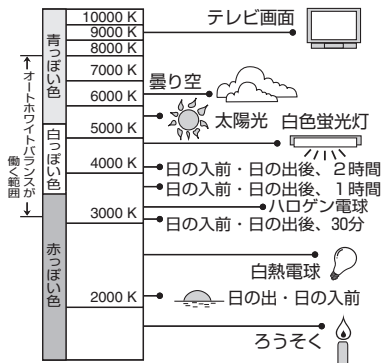 10000 K
9000 K
8000 K
7000 K
6000 K
5000 K
4000 K
3000 K
2000 K
青っぽい色
白っぽい色
赤っぽい色
オートホワイトバランスが
働く範囲
テレビ画面
曇り空
太陽光
白色蛍光灯
日の入前・日の出後、2時間
日の入前・日の出後、1時間
ハロゲン電球
日の入前・日の出後、30分
白熱電球
日の出・日の入前
ろうそく